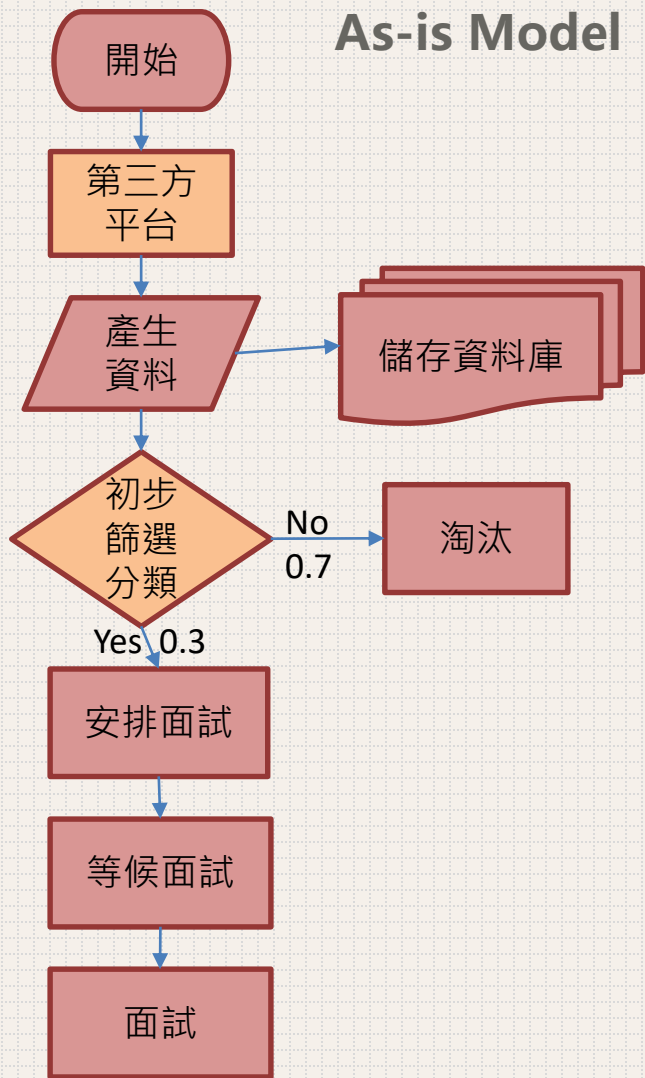 As-is Model
開始
第三方
平台
產生
資料
儲存資料庫
初步
篩選
分類
No
0.7
淘汰
Yes 0.3
安排面試
等候面試
面試